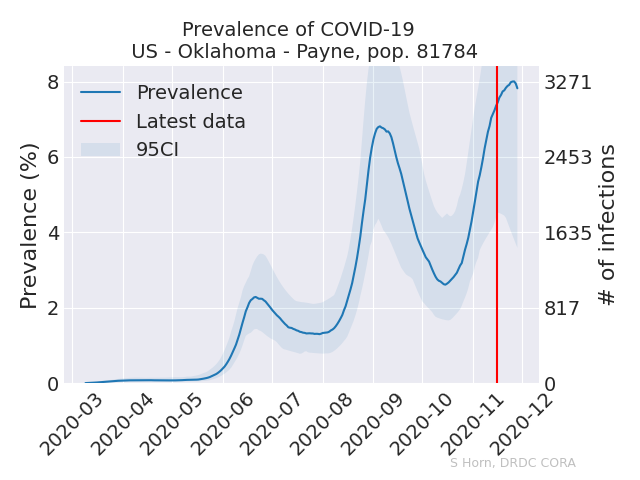 Prevalence of COVID-19
US - Oklahoma - Payne, pop. 81784
Prevalence
Latest data
95CI
Prevalence (%)
8
6
4
2
0
3271
2453
1635
817
0
# of infections
2020-03
2020-04
2020-05
2020-06
2020-07
2020-08
2020-09
2020-10
2020-11
2020-12
S Horn, DRDC CORA